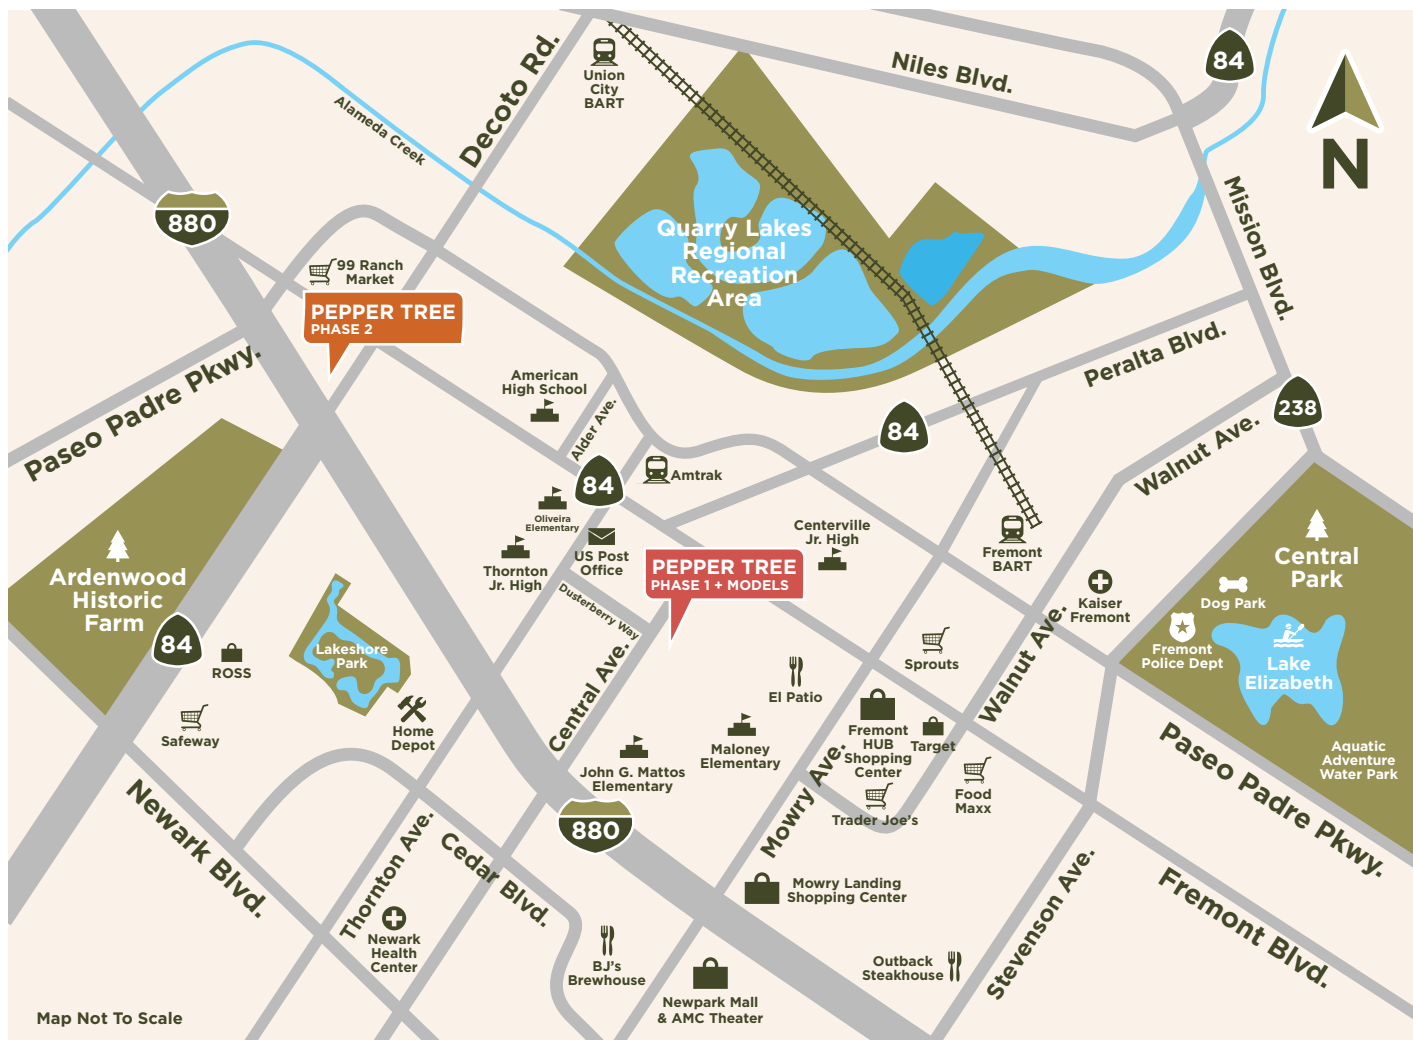 Niles Blvd.
84
Decoto Rd.
Union
City
BART
Alameda Creek
N
880
Mission Blvd.
Quarry Lakes
Regional
Recreation
Area
99 Ranch
Market
PEPPER TREE
PHASE 2
Paseo Padre Pkwy.
Peralta Blvd.
American
High School
Alder Ave.
84
238
Walnut Ave.
84
Amtrak
Oliveira
Elementary
US Post
Office
Thornton
Jr. High
Centerville
Jr. High
Fremont
BART
Central
Park
PEPPER TREE
PHASE 1 + MODELS
Dusterberry Way
Ardenwood
Historic
Farm
84
ROSS
Lakeshore
Park
Kaiser
Fremont
Dog Park
Fremont
Police Dept
Lake
Elizabeth
Walnut Ave.
Central Ave.
Sprouts
El Patio
Safeway
Home
Depot
Fremont
HUB
Shopping
Center
Target
Maloney
Elementary
John G. Mattos
Elementary
Aquatic
Adventure
Water Park
Food
Maxx
Trader Joe's
Mowry Ave.
Paseo Padre Pkwy.
Newark Blvd.
Thornton Ave.
Cedar Blvd.
880
Mowry Landing
Shopping Center
Stevenson Ave.
Fremont Blvd.
Newark
Health
Center
BJ's
Brewhouse
Outback
Steakhouse
Newpark Mall
& AMC Theater
Map Not To Scale